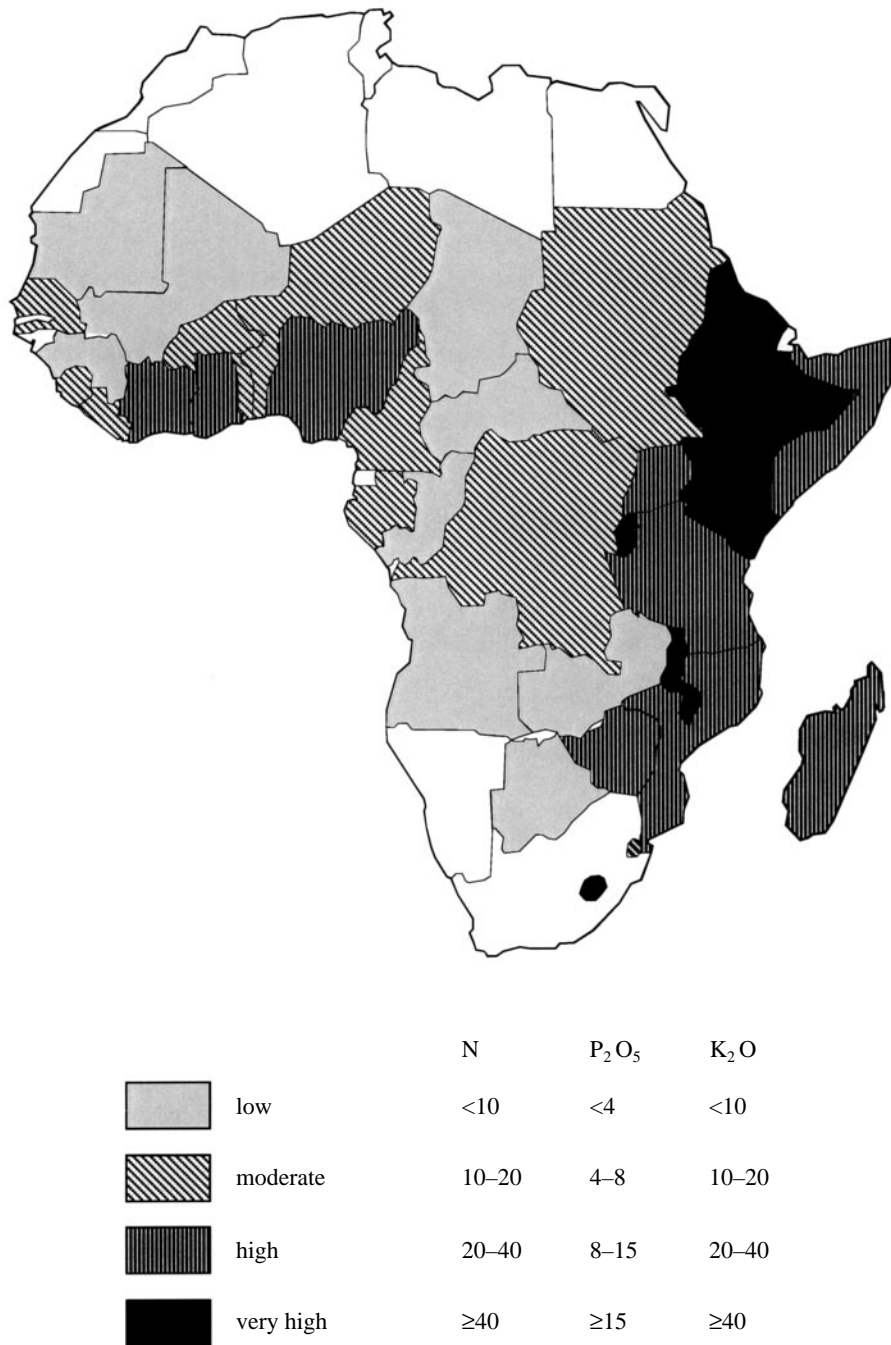 N P₂O₅ K₂O
low <10 <4 <10
moderate 10–20 4–8 10–20
high 20–40 8–15 20–40
very high ≥40 ≥15 ≥40